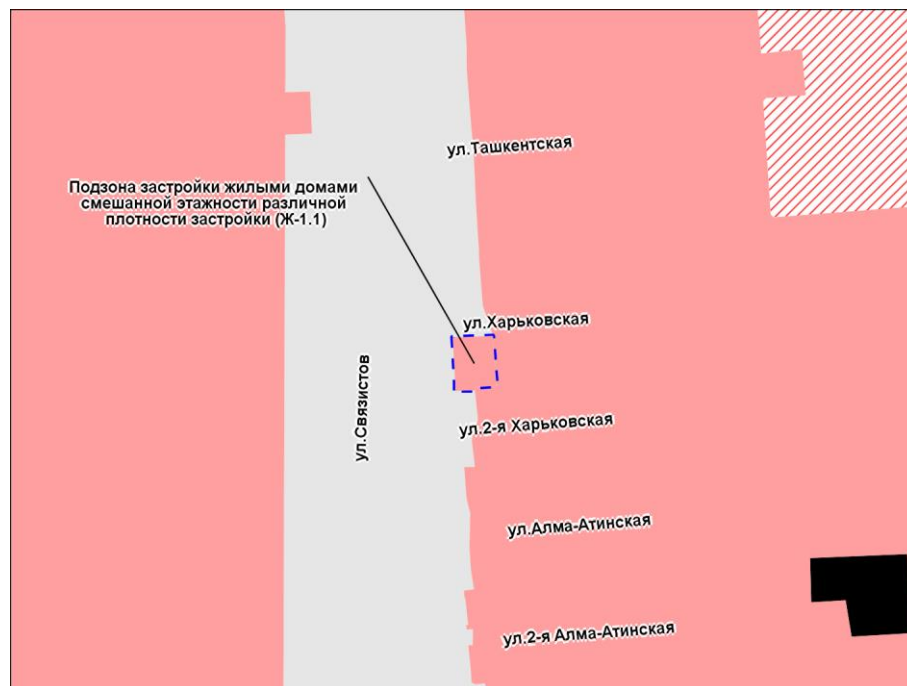 ул.Ташкентская
Подзона застройки жилыми домами
смешанной этажности различной
плотности застройки (Ж-1.1)
ул.Харьковская
ул.Связистов
ул.2-я Харьковская
ул.Алма-Атинская
ул.2-я Алма-Атинская